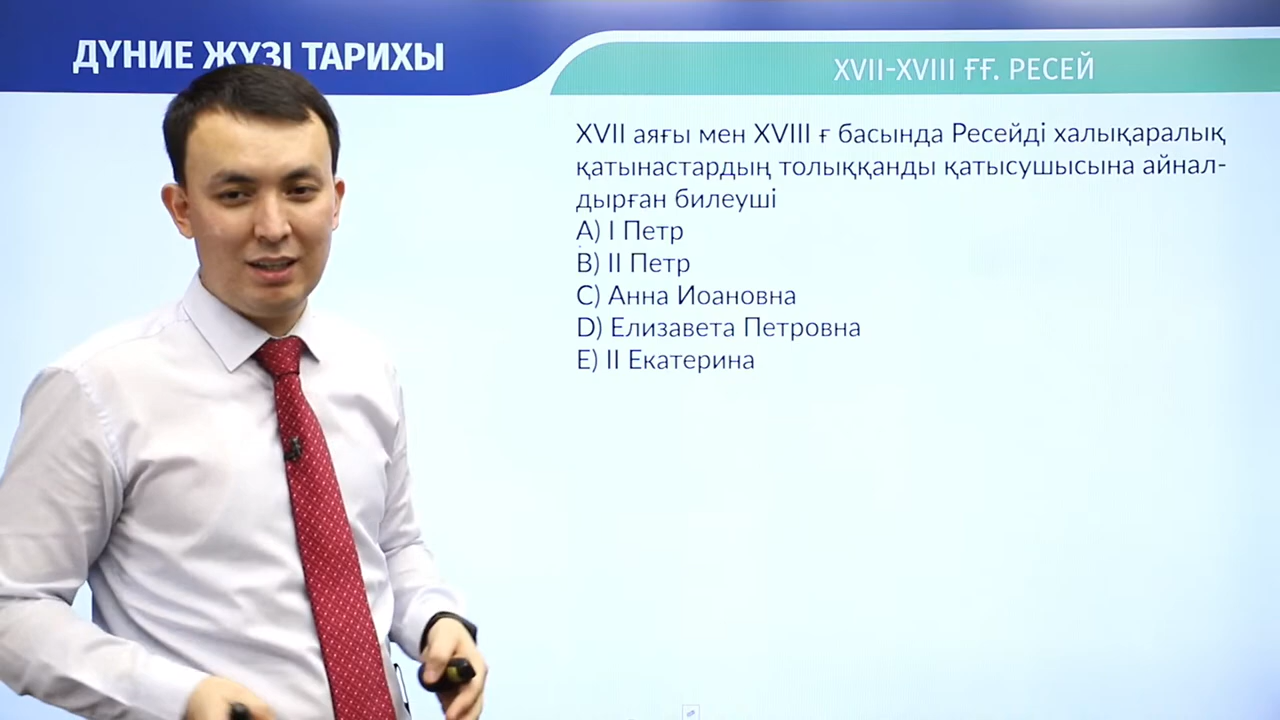 ДҮНИЕ ЖҮЗІ ТАРИХЫ
XVII-XVIII ҒҒ. РЕСЕЙ
XVII аяғы мен XVIII ғ басында Ресейді халықаралық
қатынастардың толыққанды қатысушысына айнал-
дырған билеуші
A) I Петр
B) II Петр
C) Анна Иоановна
D) Елизавета Петровна
E) II Екатерина